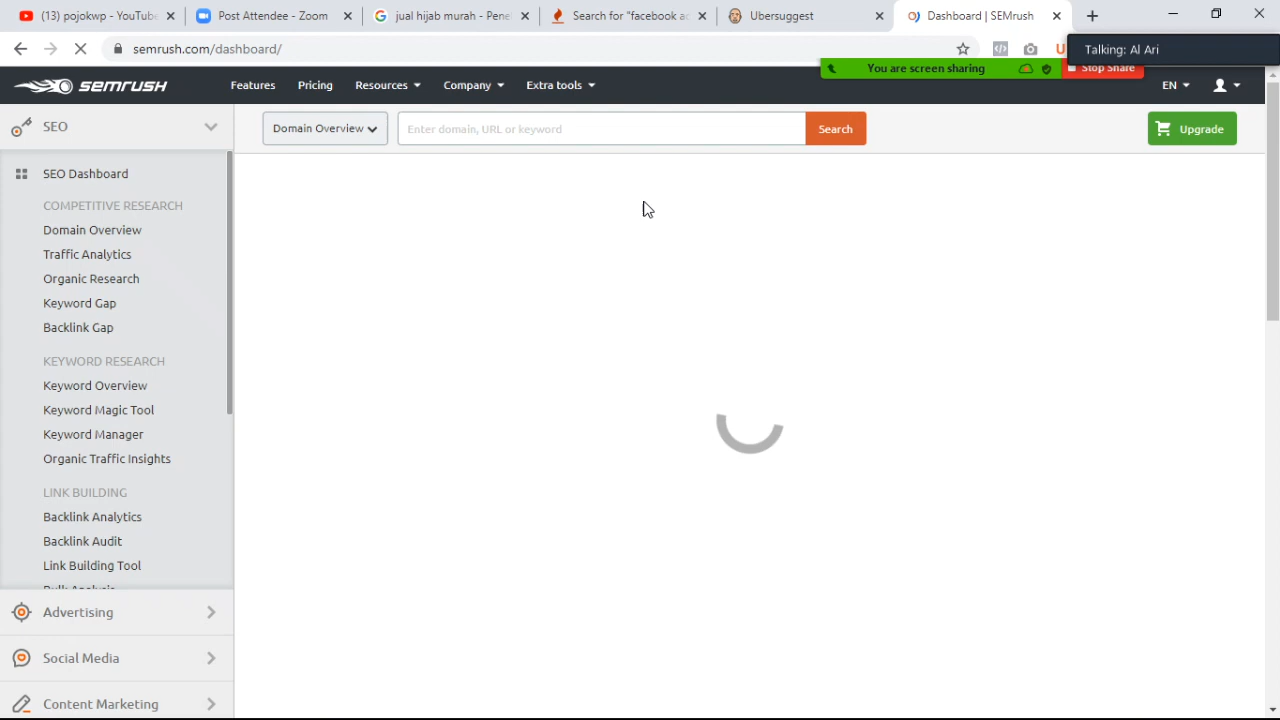 (13) pojokwp - YouTube
Post Attendee - Zoom
jual hijab murah - Pene
Search for "facebook ac
Ubersuggest
Dashboard | SEMrush
semrush.com/dashboard/
Talking: Al Ari
You are screen sharing
Stop Share
semrush
Features
Pricing
Resources
Company
Extra tools
EN
SEO
Domain Overview
Enter domain, URL or keyword
Search
Upgrade
SEO Dashboard
COMPETITIVE RESEARCH
Domain Overview
Traffic Analytics
Organic Research
Keyword Gap
Backlink Gap
KEYWORD RESEARCH
Keyword Overview
Keyword Magic Tool
Keyword Manager
Organic Traffic Insights
LINK BUILDING
Backlink Analytics
Backlink Audit
Link Building Tool
Bulk Analysis
Advertising
Social Media
Content Marketing